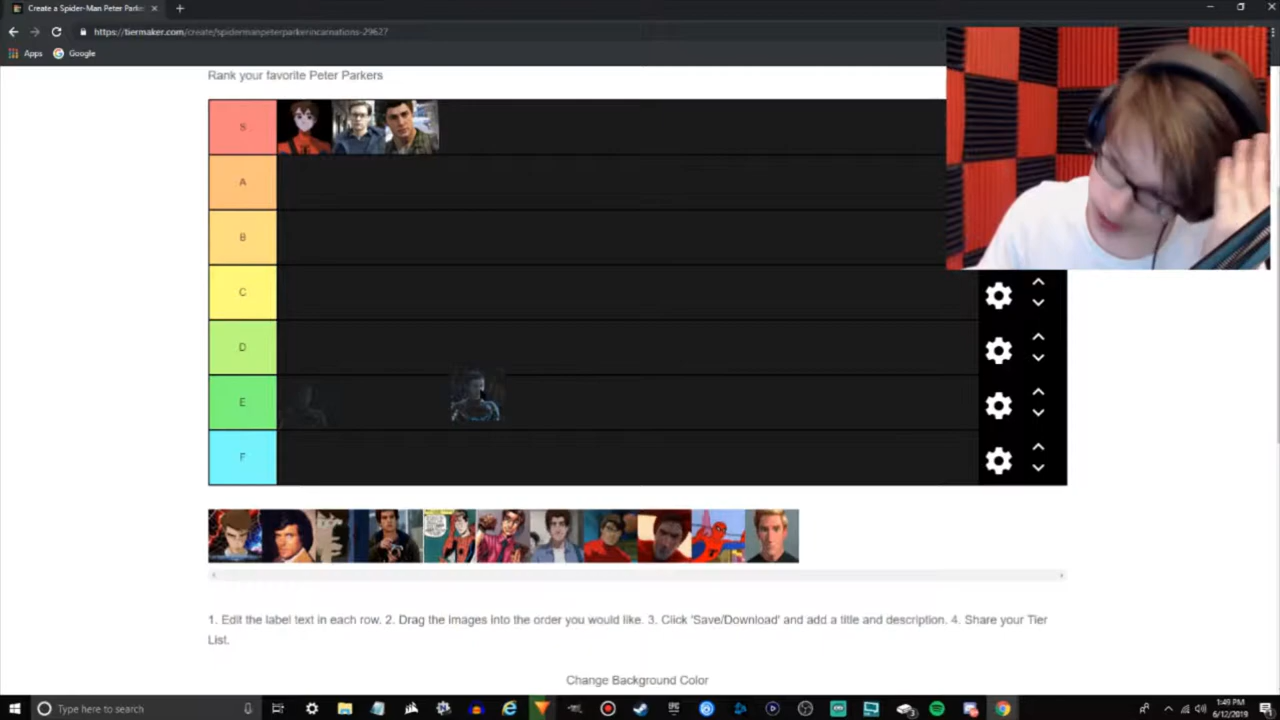 Create a Spider-Man Peter Parke
https://tiermaker.com/create/spidermanpeterparkerincarnations-29627
Apps
Google
Rank your favorite Peter Parkers
S
A
B
C
D
E
F
1. Edit the label text in each row. 2. Drag the images into the order you would like. 3. Click 'Save/Download' and add a title and description. 4. Share your Tier
List.
Change Background Color
Type here to search
1:49 PM
6/12/2019